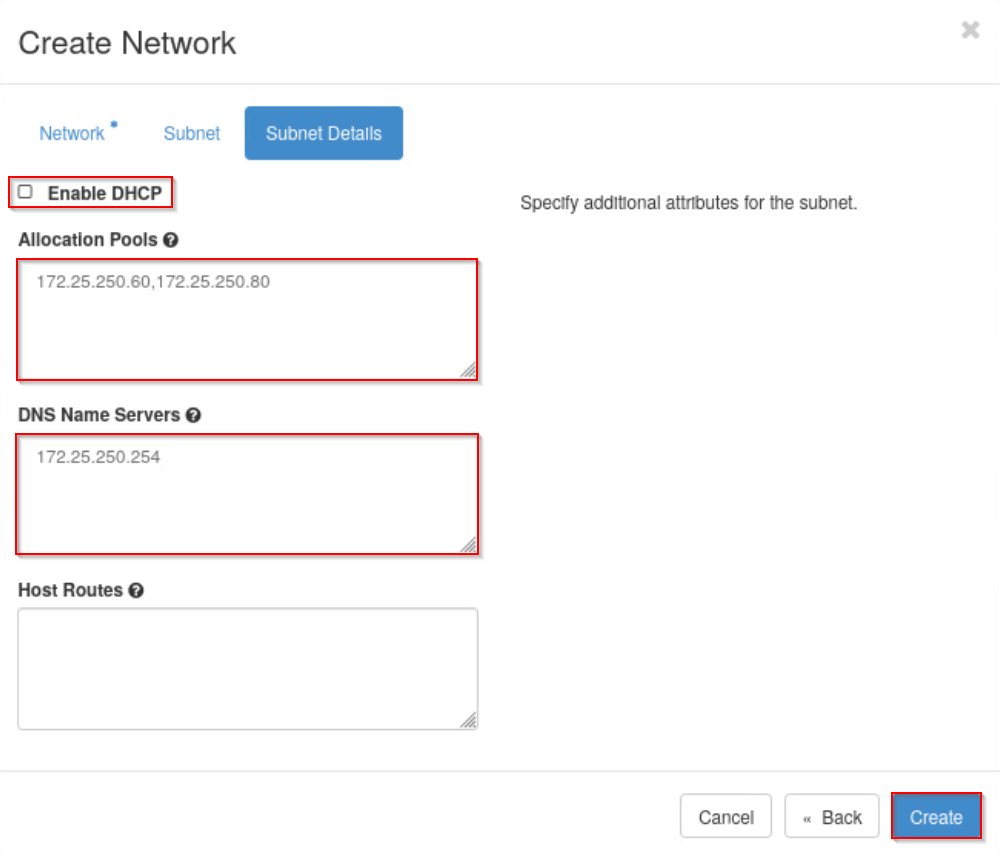 Create Network
Network * Subnet Subnet Details
Enable DHCP
Specify additional attributes for the subnet.
Allocation Pools
172.25.250.60,172.25.250.80
DNS Name Servers
172.25.250.254
Host Routes
Cancel « Back Create